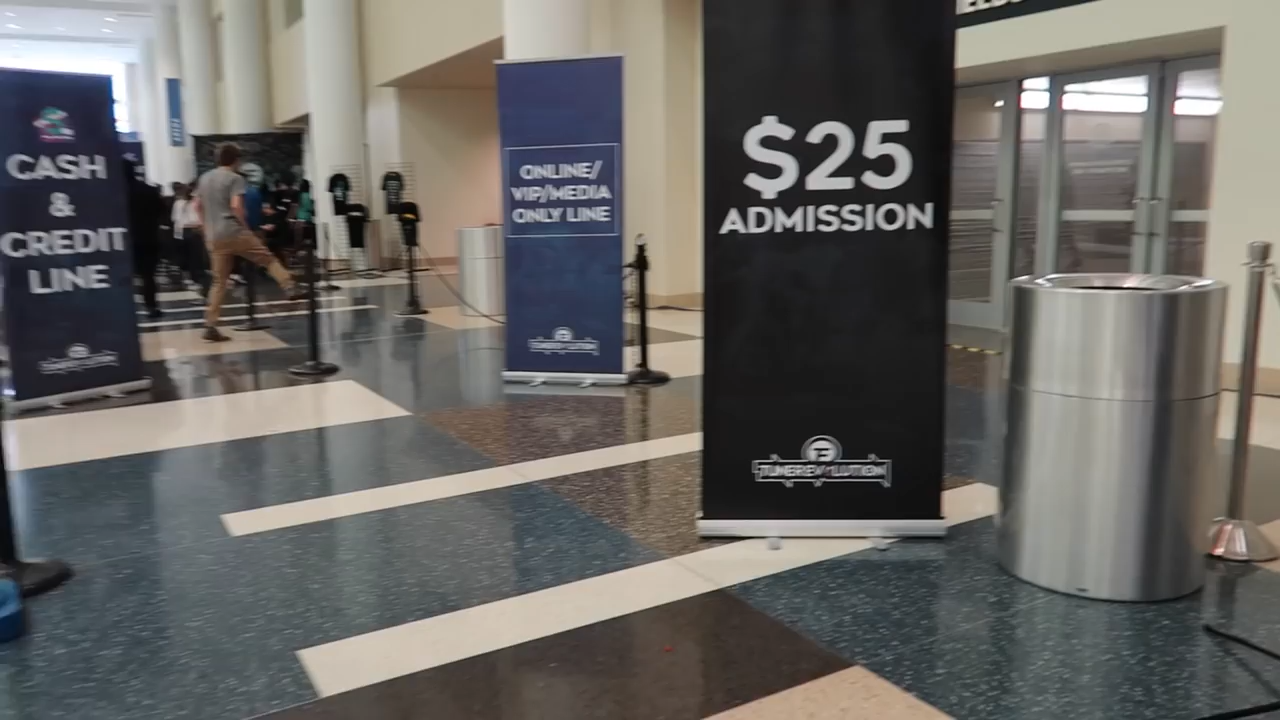 CASH
&
CREDIT
LINE
ONLINE/
VIP/MEDIA
ONLY LINE
$25
ADMISSION
TUNEREVOLUTION